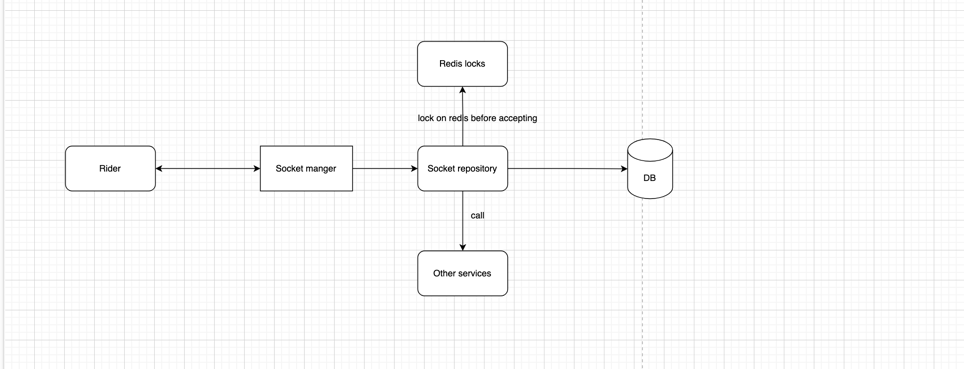 Redis locks
lock on redis before accepting
Rider
Socket manger
Socket repository
DB
call
Other services